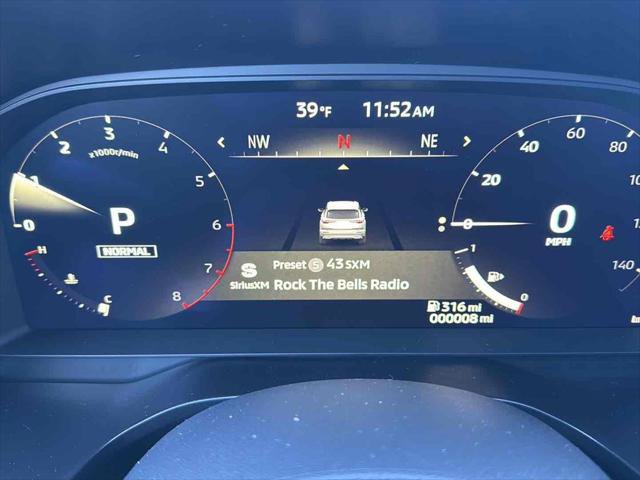 39°F 11:52AM
NW N NE
0 1 2 3 4 5 6 7 8
x1000r/min
P
NORMAL
H
C
0 20 40 60 80
140
0
MPH
1
0
Preset 5 43 SXM
SiriusXM Rock The Bells Radio
316 mi
000008 mi